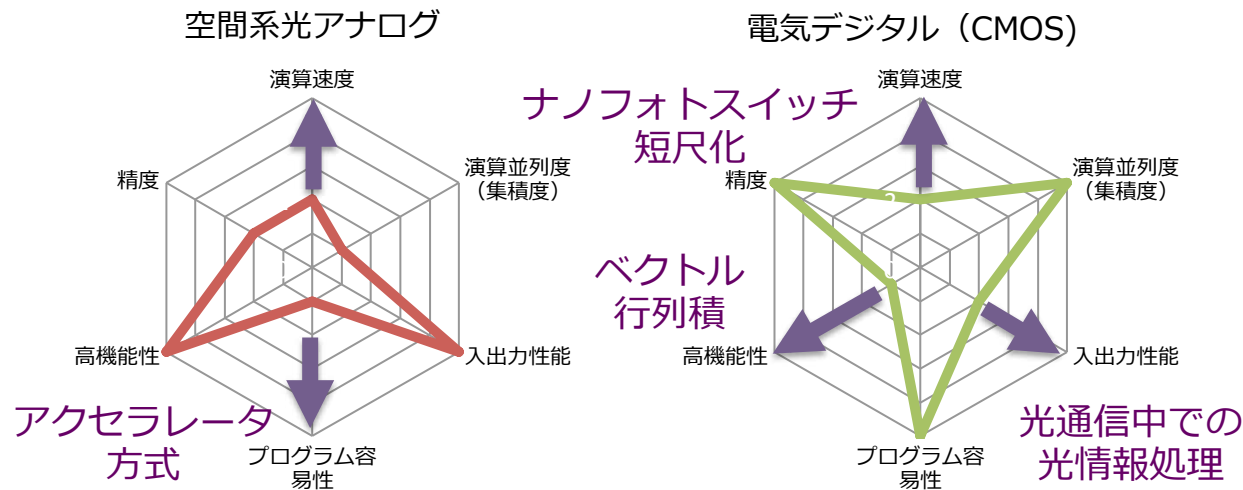 空間系光アナログ
演算速度
精度
演算並列度
（集積度）
高機能性
入出力性能
アクセラレータ
方式
プログラム容
易性
電気デジタル（CMOS)
演算速度
ナノフォトスイッチ
短尺化
精度
演算並列度
（集積度）
ベクトル
行列積
高機能性
入出力性能
プログラム容
易性
光通信中での
光情報処理